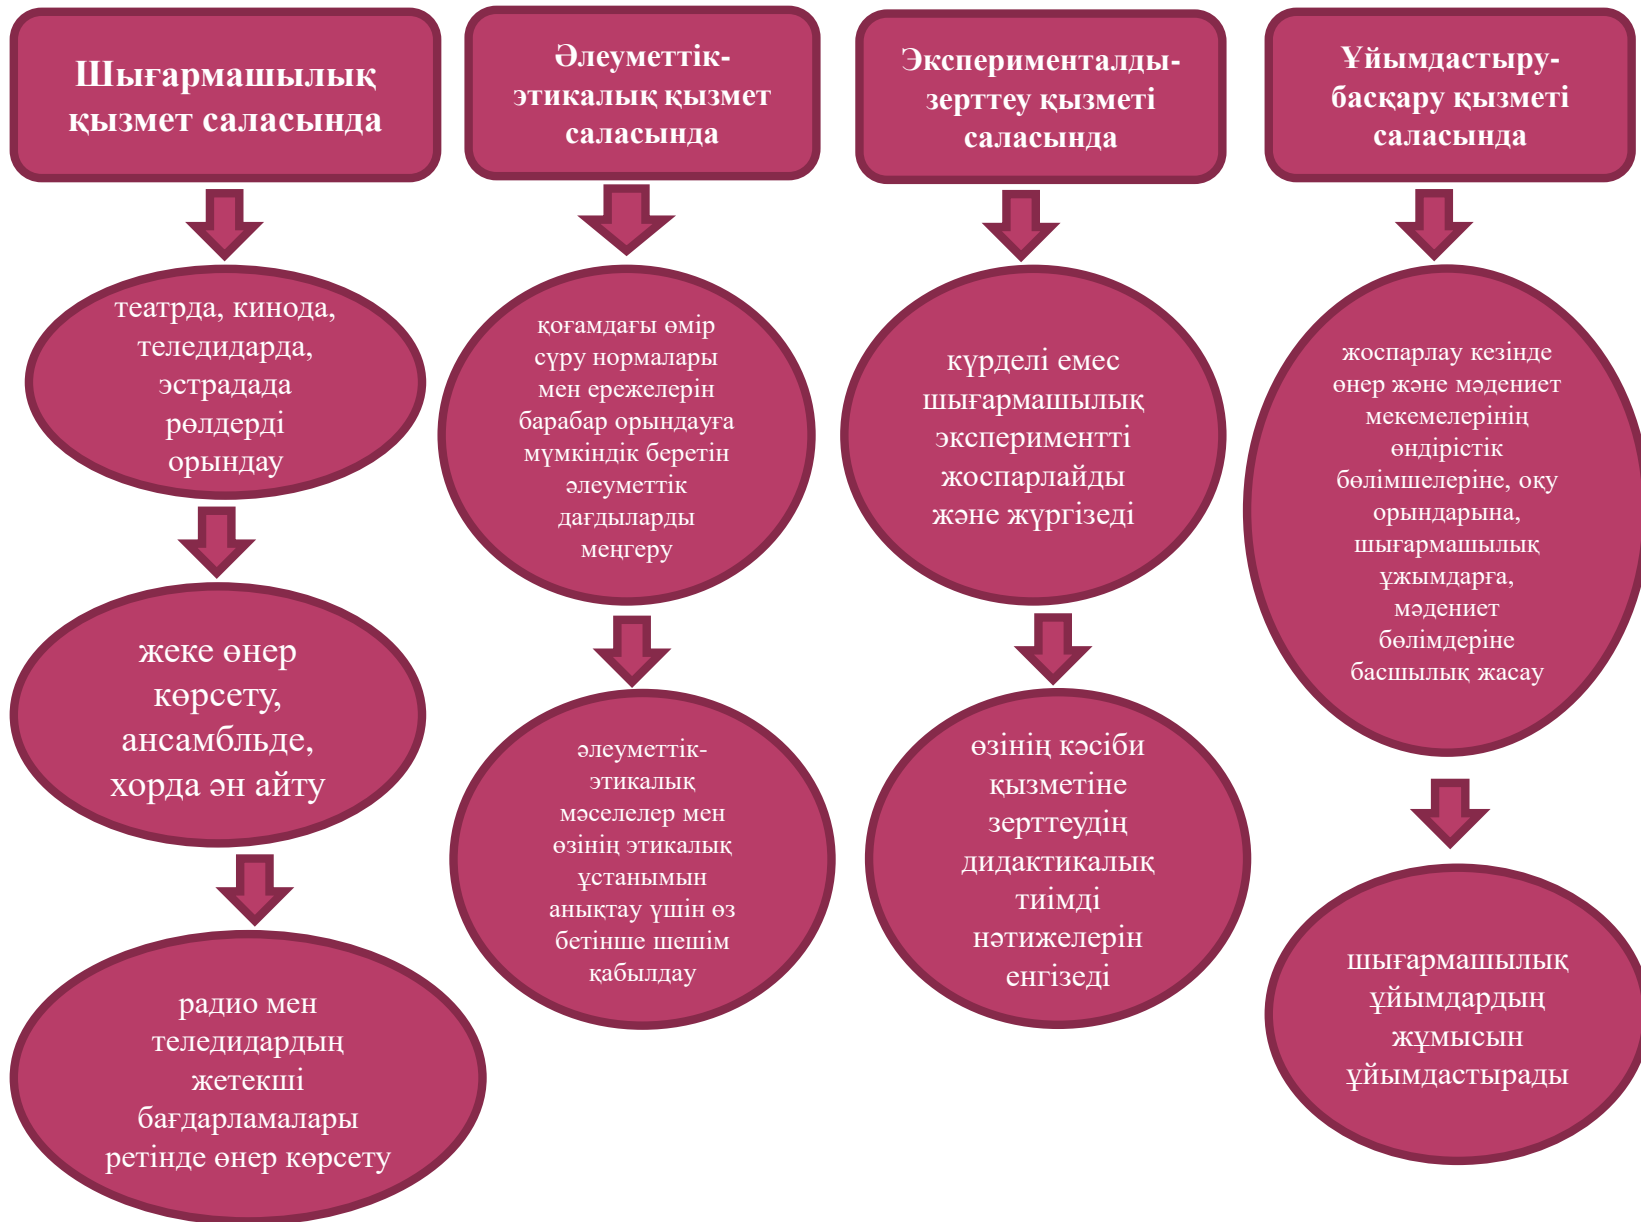 Шығармашылық
қызмет саласында
театрда, кинода,
теледидарда,
эстрадада
рөлдерді
орындау
жеке өнер
көрсету,
ансамбльде,
хорда ән айту
радио мен
теледидардың
жетекші
бағдарламалары
ретінде өнер көрсету
Әлеуметтік-
этикалық қызмет
саласында
қоғамдағы өмір
сүру нормалары
мен ережелерін
барабар орындауға
мүмкіндік беретін
әлеуметтік
дағдыларды
меңгеру
әлеуметтік-
этикалық
мәселелер мен
өзінің этикалық
ұстанымын
анықтау үшін өз
бетінше шешім
қабылдау
Эксперименталды-
зерттеу қызметі
саласында
күрделі емес
шығармашылық
экспериментті
жоспарлайды
және жүргізеді
өзінің кәсіби
қызметіне
зерттеудің
дидактикалық
тиімді
нәтижелерін
енгізеді
Ұйымдастыру-
басқару қызметі
саласында
жоспарлау кезінде
өнер және мәдениет
мекемелерінің
өндірістік
бөлімшелеріне, оқу
орындарына,
шығармашылық
ұжымдарға,
мәдениет
бөлімдеріне
басшылық жасау
шығармашылық
ұйымдардың
жұмысын
ұйымдастырады